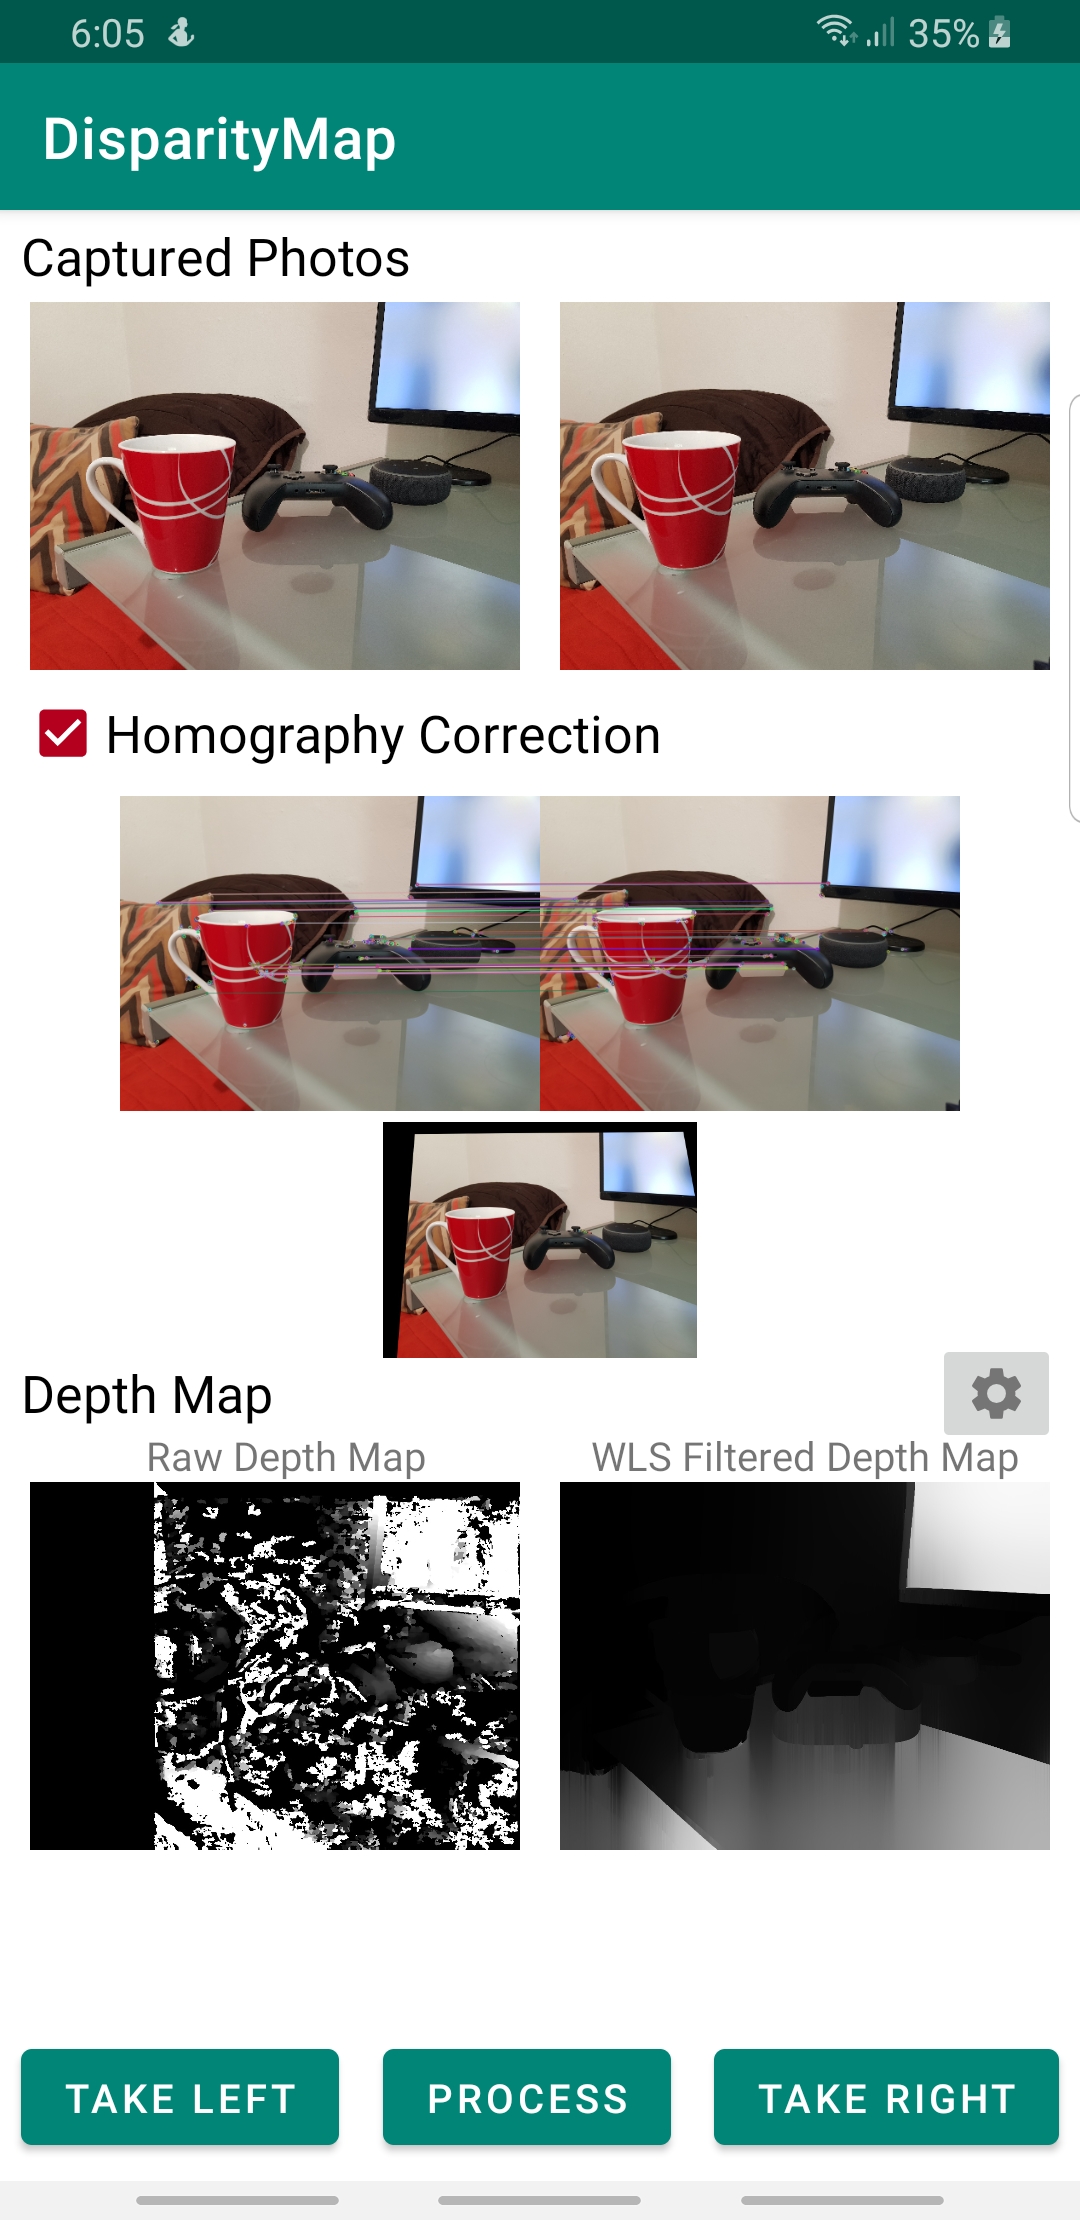 6:05
35%
DisparityMap
Captured Photos
Homography Correction
Depth Map
Raw Depth Map
WLS Filtered Depth Map
TAKE LEFT
PROCESS
TAKE RIGHT